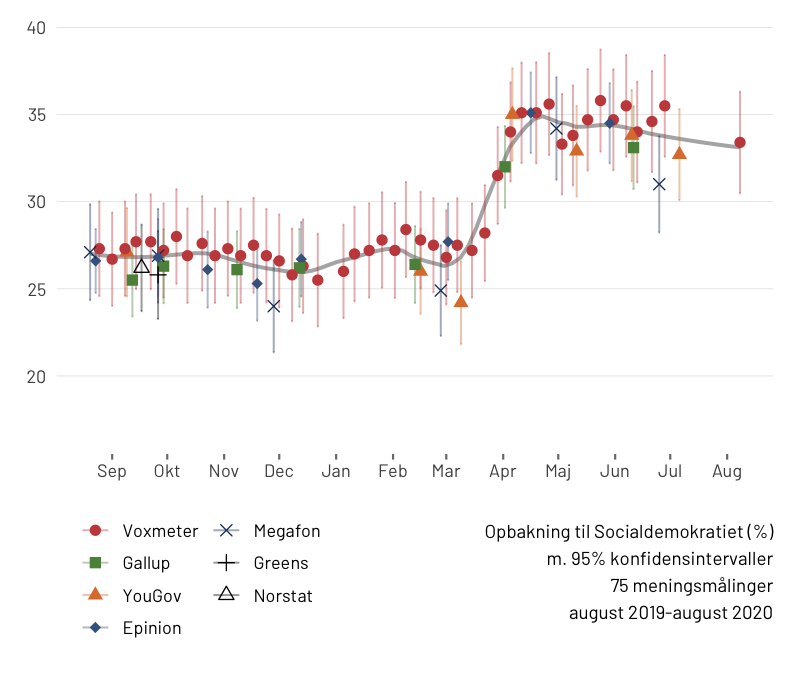 40
35
30
25
20
Sep Okt Nov Dec Jan Feb Mar Apr Maj Jun Jul Aug
Voxmeter Megafon
Gallup Greens
YouGov Norstat
Epinion
Opbakning til Socialdemokratiet (%)
m. 95% konfidensintervaller
75 meningsmålinger
august 2019-august 2020